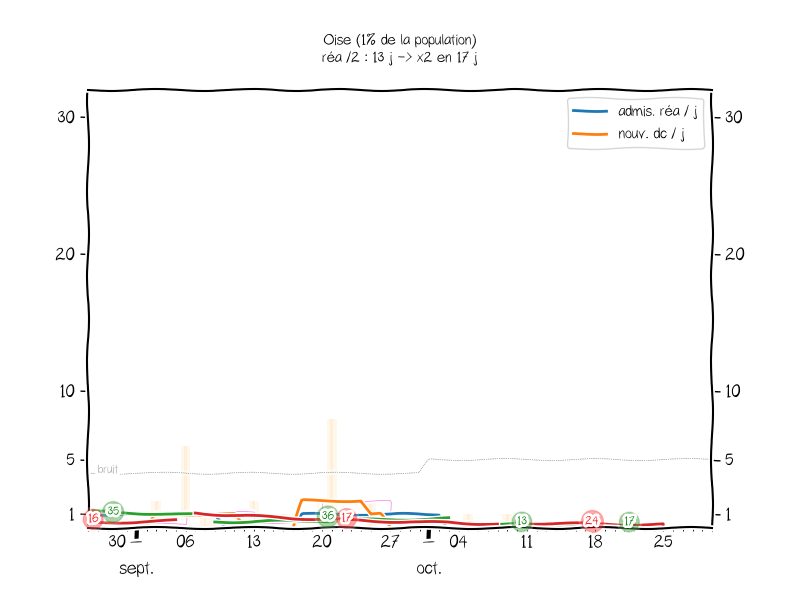 Oise (1% de la population)
réa /2 : 13 j -> x2 en 17 j
admis. réa / j
nouv. dc / j
30 30
20 20
10 10
5 5
bruit
1 1
16 35 36 17 13 24 17
30 06 13 20 27 04 11 18 25
sept. oct.